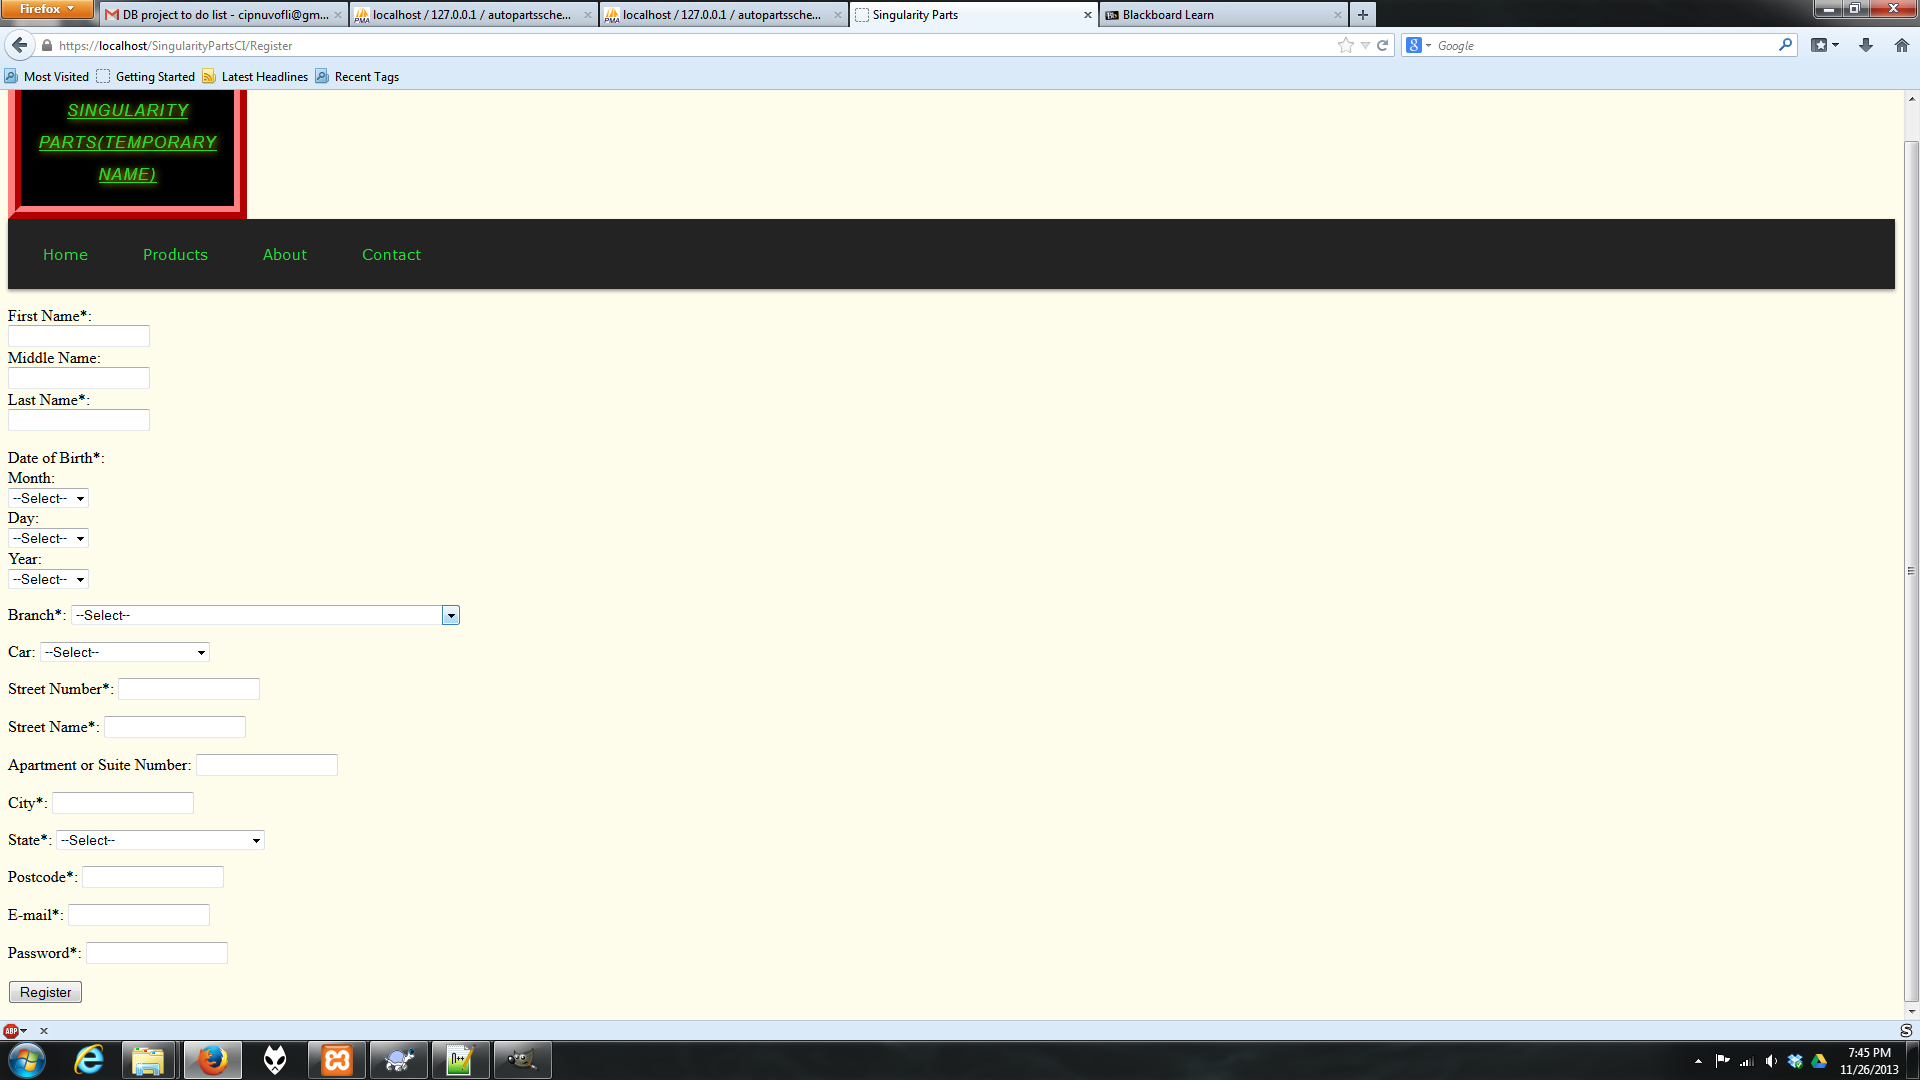 Firefox
DB project to do list - cipnuvofli@gm...
localhost / 127.0.0.1 / autopartssche...
localhost / 127.0.0.1 / autopartssche...
Singularity Parts
Blackboard Learn
https://localhost/SingularityPartsCI/Register
Google
Most Visited
Getting Started
Latest Headlines
Recent Tags
SINGULARITY
PARTS(TEMPORARY
NAME)
Home
Products
About
Contact
First Name*:
Middle Name:
Last Name*:
Date of Birth*:
Month:
--Select--
Day:
--Select--
Year:
--Select--
Branch*: --Select--
Car: --Select--
Street Number*:
Street Name*:
Apartment or Suite Number:
City*:
State*: --Select--
Postcode*:
E-mail*:
Password*:
Register
ABP
7:45 PM
11/26/2013